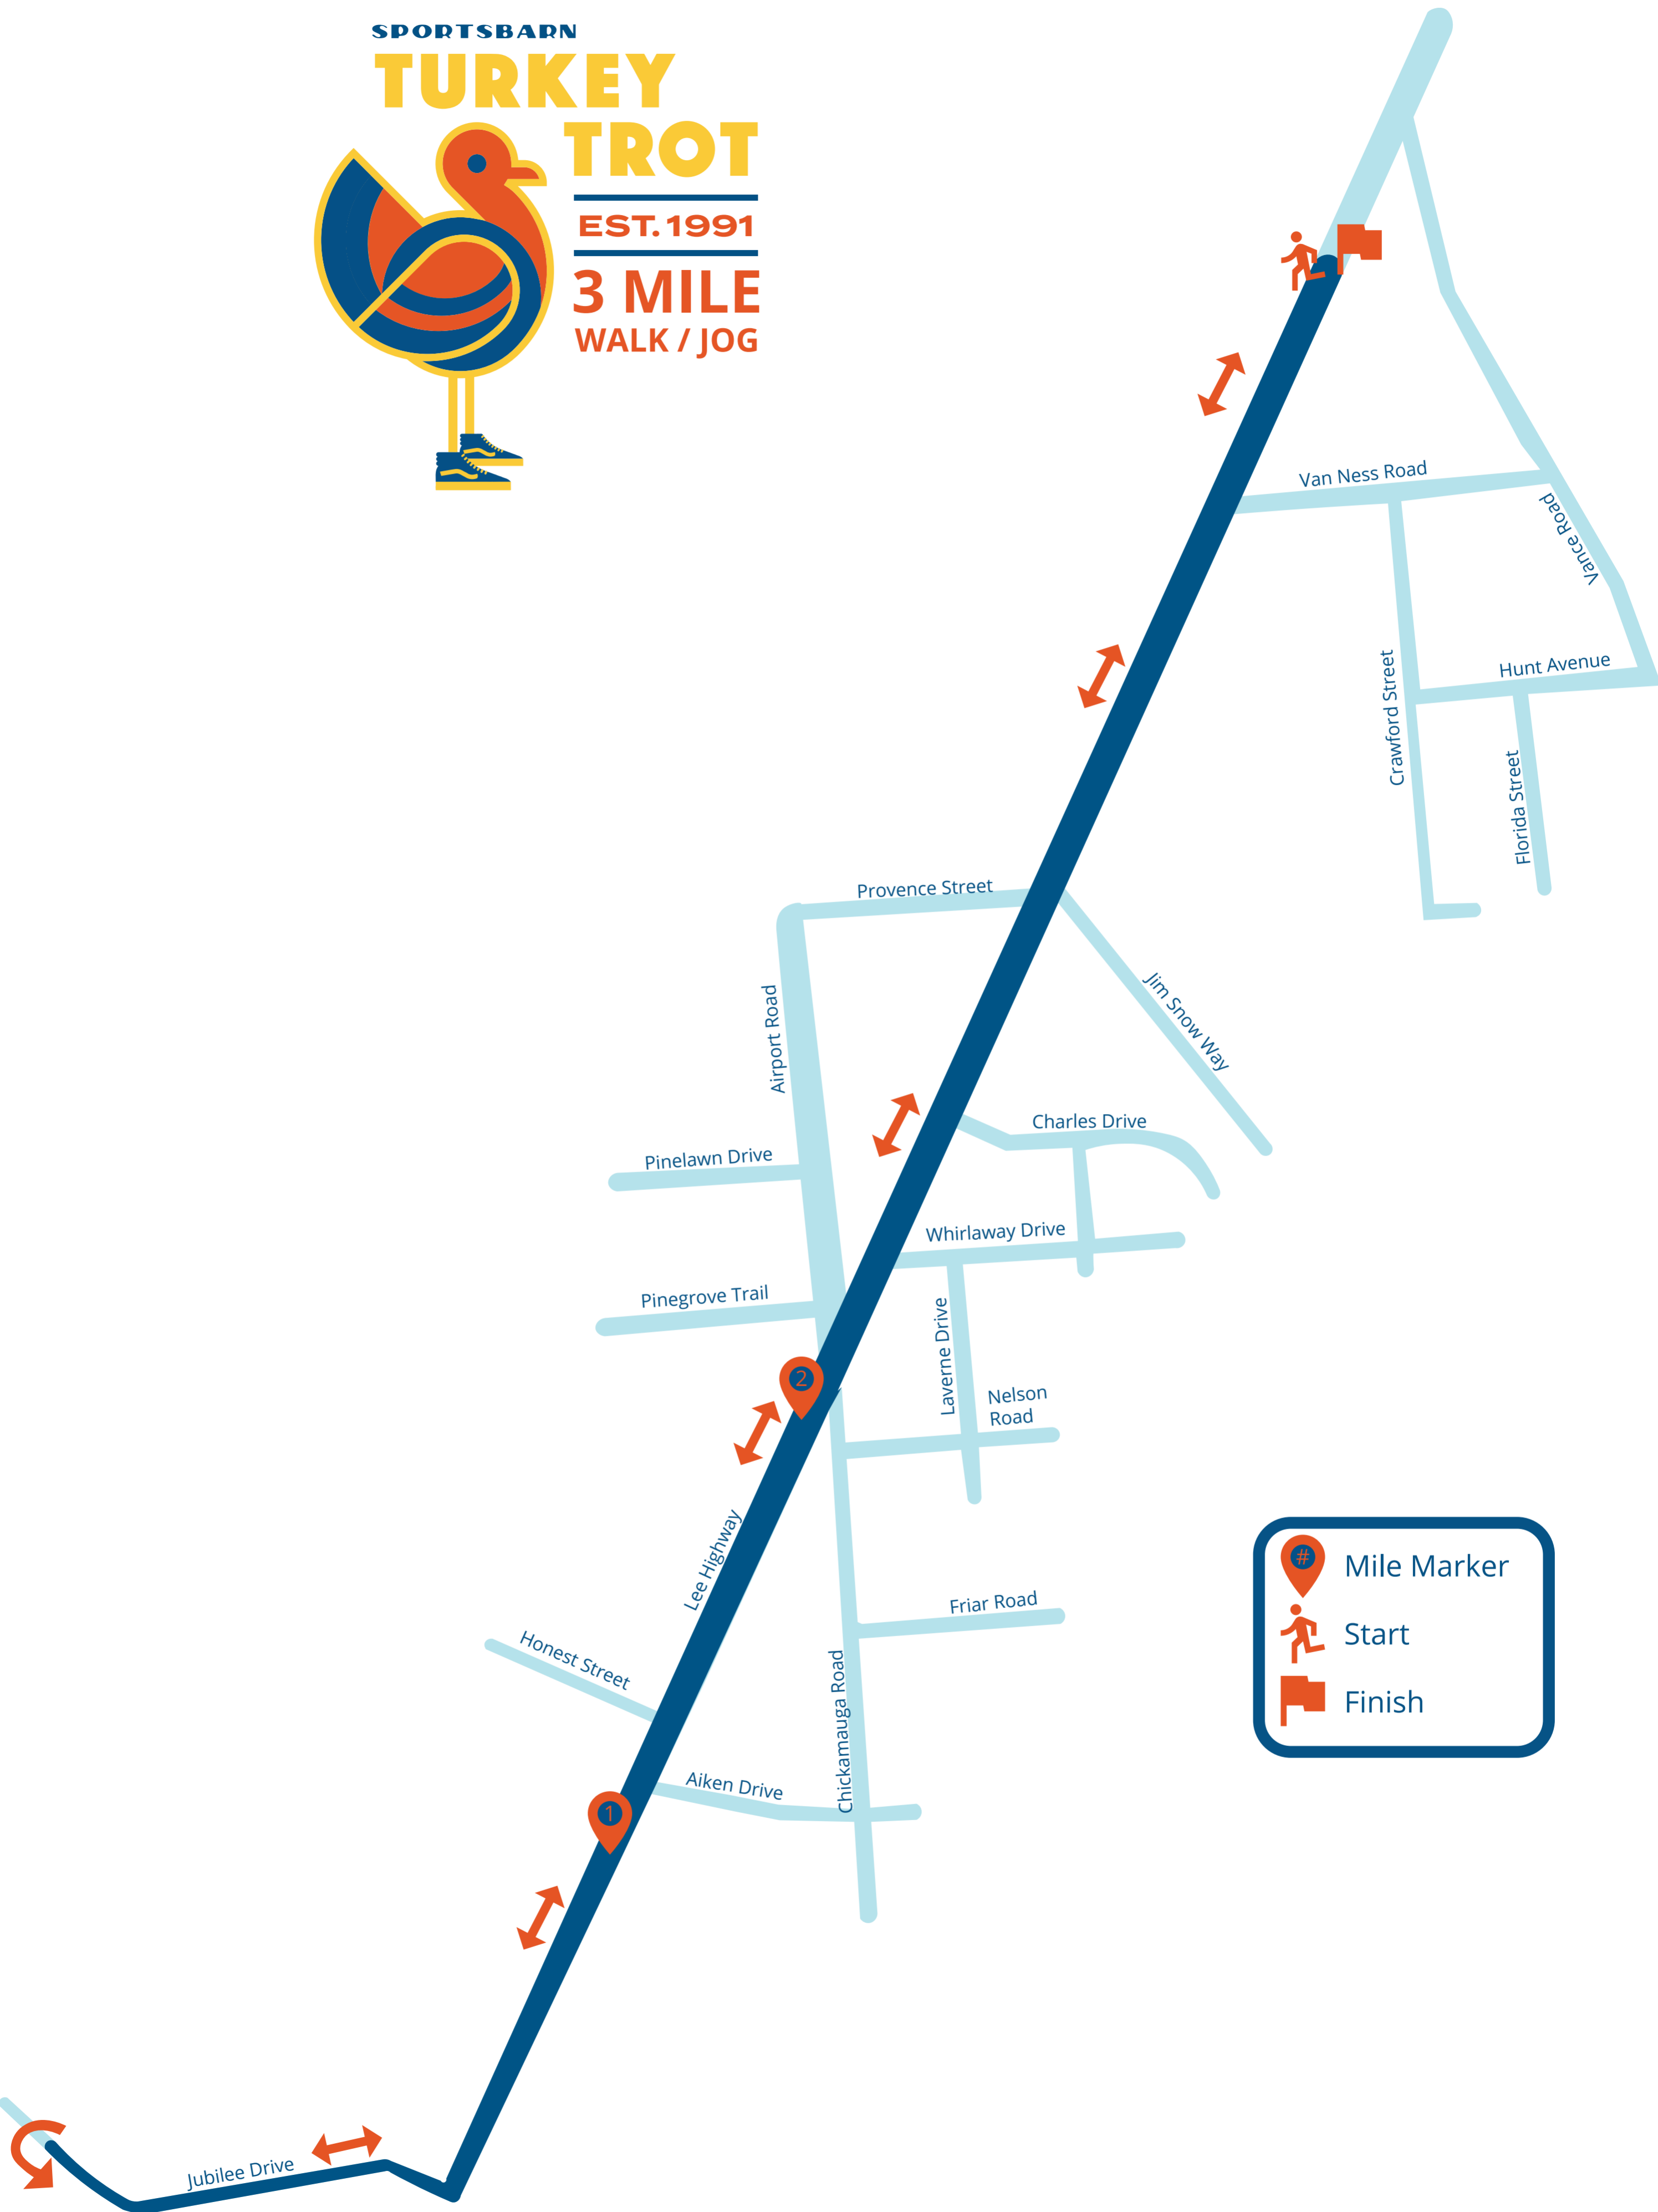 SPORTSBARN
TURKEY
TROT
EST. 1991
3 MILE
WALK / JOG
Van Ness Road
Vance Road
Hunt Avenue
Crawford Street
Florida Street
Provence Street
Jim Snow Way
Airport Road
Charles Drive
Pinelawn Drive
Whirlaway Drive
Pinegrove Trail
Laverne Drive
2
Nelson
Road
Lee Highway
Friar Road
Honest Street
Chickamauga Road
Aiken Drive
1
Jubilee Drive
# Mile Marker
Start
Finish